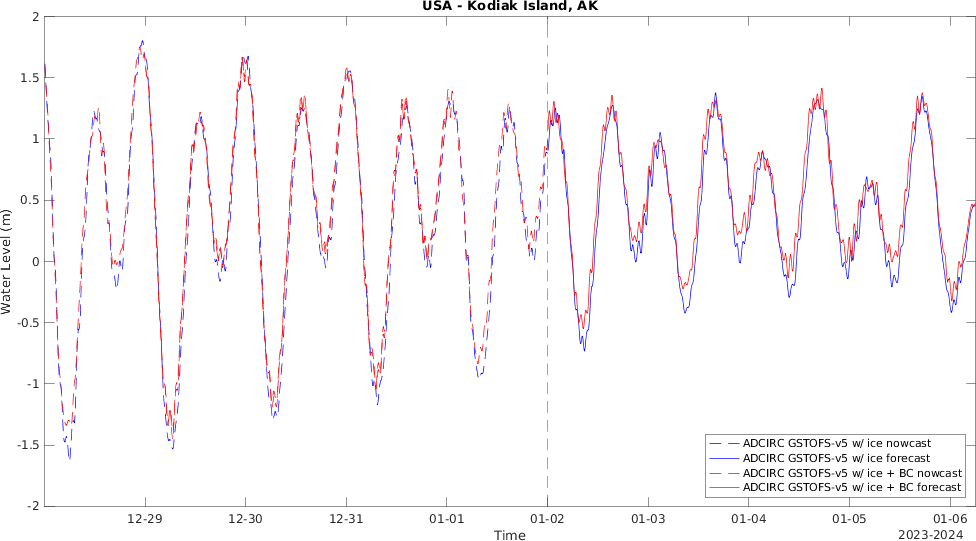 USA - Kodiak Island, AK
2
1.5
1
0.5
0
-0.5
-1
-1.5
-2
Water Level (m)
ADCIRC GSTOFS-v5 w/ ice nowcast
ADCIRC GSTOFS-v5 w/ ice forecast
ADCIRC GSTOFS-v5 w/ ice + BC nowcast
ADCIRC GSTOFS-v5 w/ ice + BC forecast
12-29 12-30 12-31 01-01 01-02 01-03 01-04 01-05 01-06
Time
2023-2024